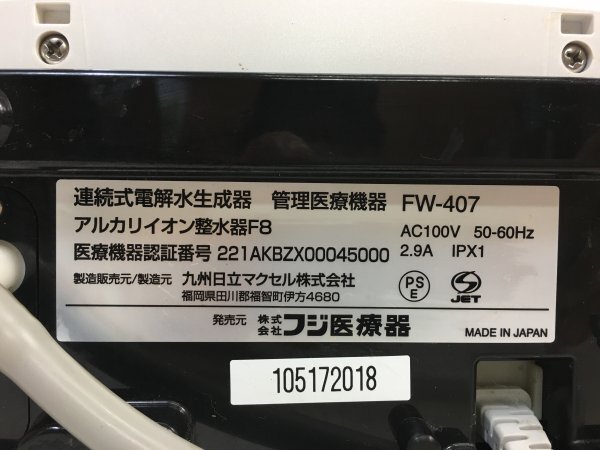 連続式電解水生成器 管理医療機器 FW-407
アルカリイオン整水器F8 AC100V 50-60Hz
医療機器認証番号 221AKBZX00045000 2.9A IPX1
製造販売元/製造元 九州日立マクセル株式会社
福岡県田川郡福智町伊方4680
PS
E
JET
発売元 株式会社フジ医療器
MADE IN JAPAN
105172018